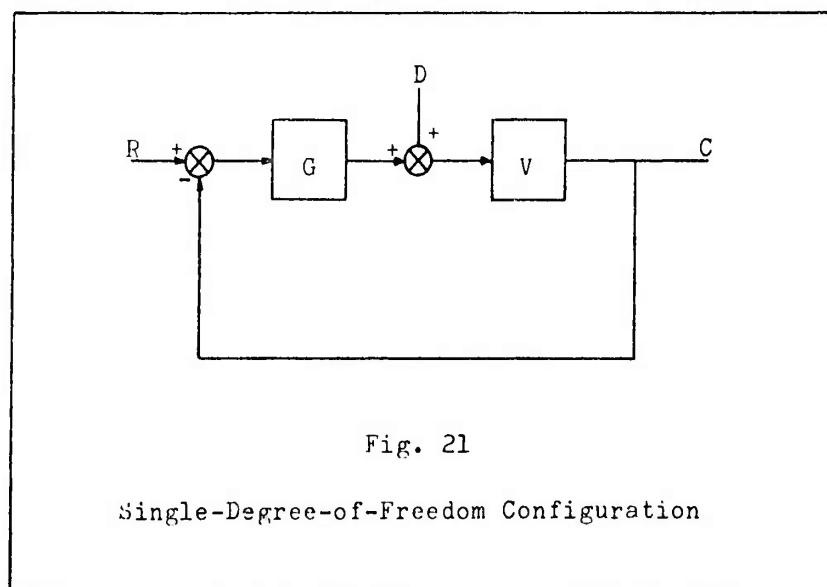 D
R + + + G V C
-
Fig. 21
Single-Degree-of-Freedom Configuration